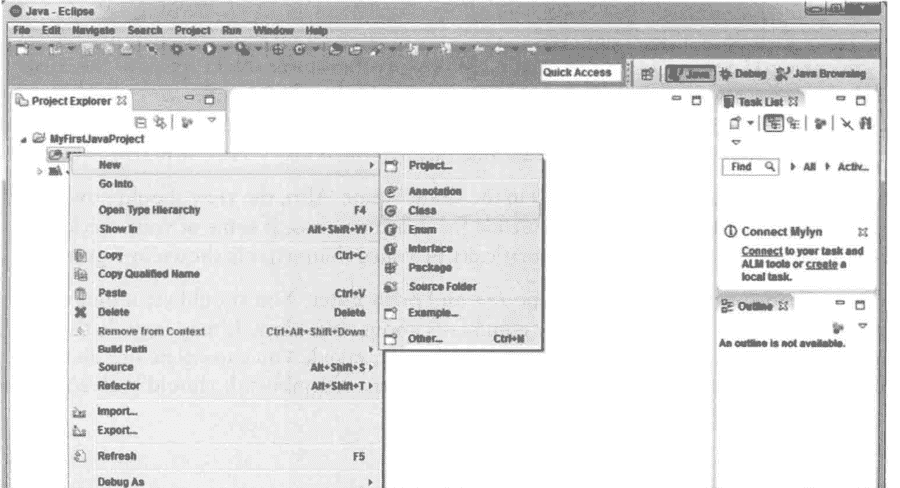 Java - Eclipse
File Edit Navigate Search Project Run Window Help
Quick Access
Java Debug Java Browsing
Project Explorer
MyFirstJavaProject
New
Go Into
Open Type Hierarchy F4
Show In Alt+Shift+W
Copy Ctrl+C
Copy Qualified Name
Paste Ctrl+V
Delete Delete
Remove from Context Ctrl+Alt+Shift+Down
Build Path
Source Alt+Shift+S
Refactor Alt+Shift+T
Import...
Export...
Refresh F5
Debug As
Project...
Annotation
Class
Enum
Interface
Package
Source Folder
Example...
Other... Ctrl+N
Task List
Find All Activ...
Connect Mylyn
Connect to your task and
ALM tools or create a
local task.
Outline
An outline is not available.